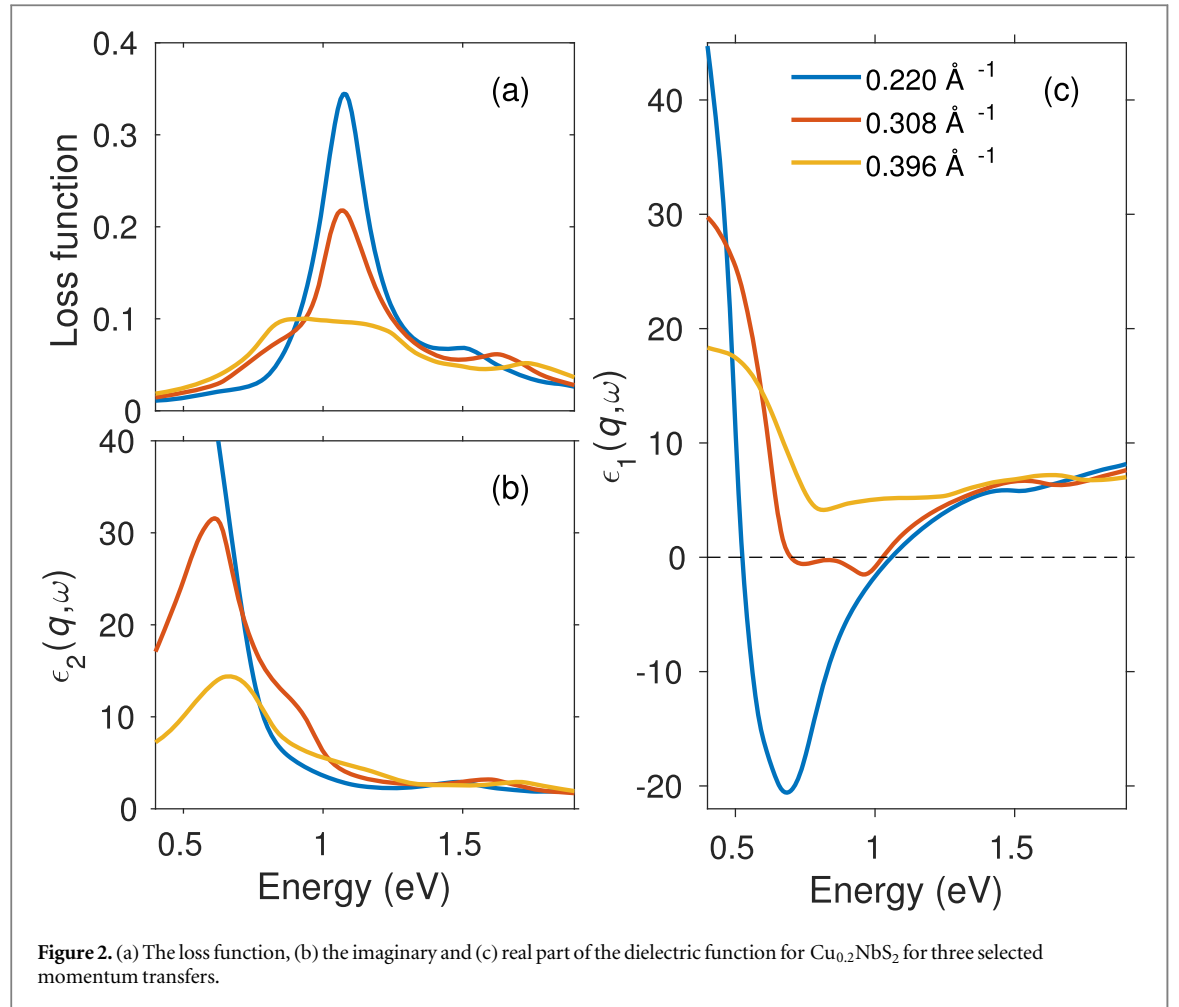 0.4
0.3
0.2
0.1
0
Loss function
(a)
40
30
20
10
0
ϵ2(q,ω)
(b)
0.5 1 1.5
Energy (eV)
40
30
20
10
0
-10
-20
ϵ1(q,ω)
0.220 Å -1
0.308 Å -1
0.396 Å -1
(c)
0.5 1 1.5
Energy (eV)
Figure 2. (a) The loss function, (b) the imaginary and (c) real part of the dielectric function for Cu0.2NbS2 for three selected
momentum transfers.